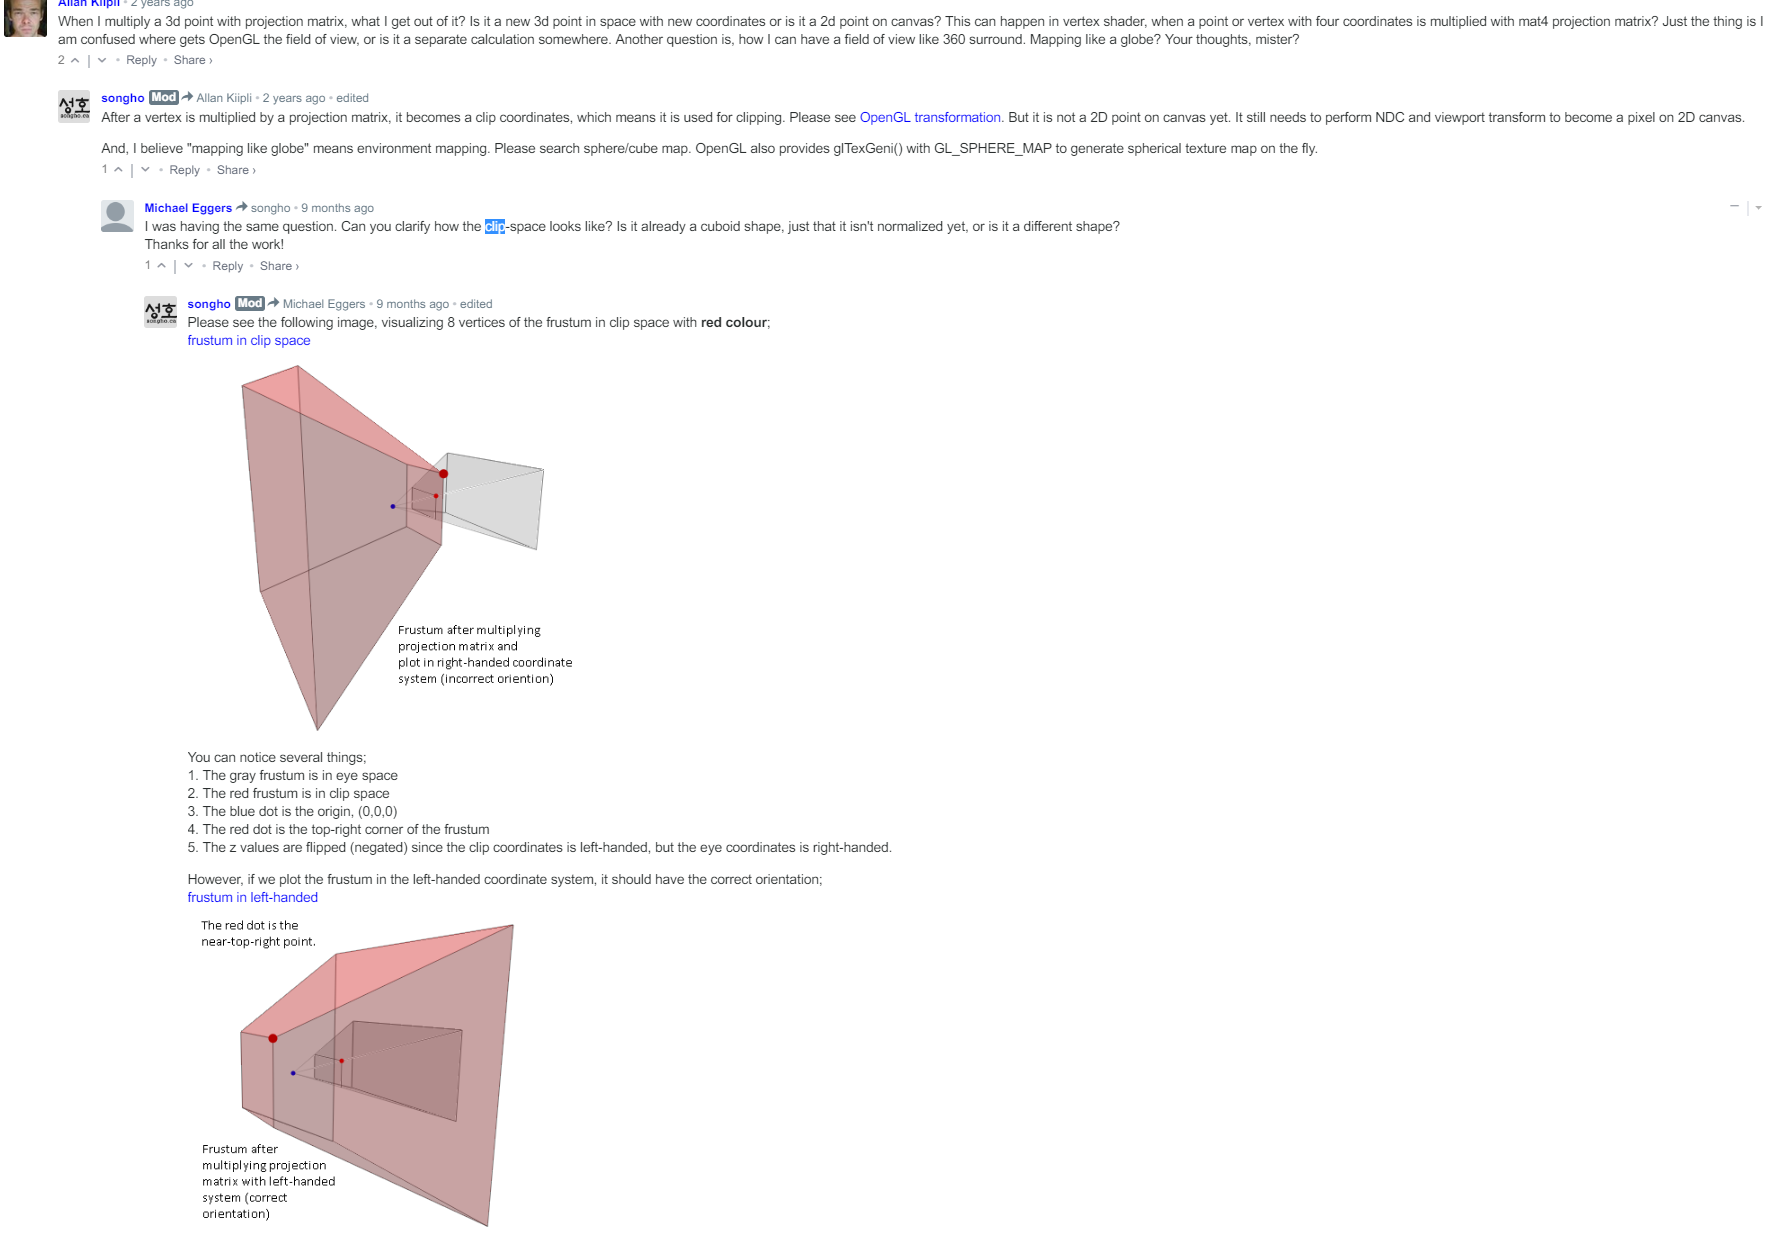 Allan Kiipli • 2 years ago
When I multiply a 3d point with projection matrix, what I get out of it? Is it a new 3d point in space with new coordinates or is it a 2d point on canvas? This can happen in vertex shader, when a point or vertex with four coordinates is multiplied with mat4 projection matrix? Just the thing is I
am confused where gets OpenGL the field of view, or is it a separate calculation somewhere. Another question is, how I can have a field of view like 360 surround. Mapping like a globe? Your thoughts, mister?
2 | • Reply • Share ›
성호
songho.ca
songho Mod Allan Kiipli • 2 years ago • edited
After a vertex is multiplied by a projection matrix, it becomes a clip coordinates, which means it is used for clipping. Please see OpenGL transformation. But it is not a 2D point on canvas yet. It still needs to perform NDC and viewport transform to become a pixel on 2D canvas.
And, I believe "mapping like globe" means environment mapping. Please search sphere/cube map. OpenGL also provides glTexGeni() with GL_SPHERE_MAP to generate spherical texture map on the fly.
1 | • Reply • Share ›
Michael Eggers songho • 9 months ago
I was having the same question. Can you clarify how the clip-space looks like? Is it already a cuboid shape, just that it isn't normalized yet, or is it a different shape?
Thanks for all the work!
1 | • Reply • Share ›
성호
songho.ca
songho Mod Michael Eggers • 9 months ago • edited
Please see the following image, visualizing 8 vertices of the frustum in clip space with red colour;
frustum in clip space
Frustum after multiplying
projection matrix and
plot in right-handed coordinate
system (incorrect oriention)
You can notice several things;
1. The gray frustum is in eye space
2. The red frustum is in clip space
3. The blue dot is the origin, (0,0,0)
4. The red dot is the top-right corner of the frustum
5. The z values are flipped (negated) since the clip coordinates is left-handed, but the eye coordinates is right-handed.
However, if we plot the frustum in the left-handed coordinate system, it should have the correct orientation;
frustum in left-handed
The red dot is the
near-top-right point.
Frustum after
multiplying projection
matrix with left-handed
system (correct
orientation)